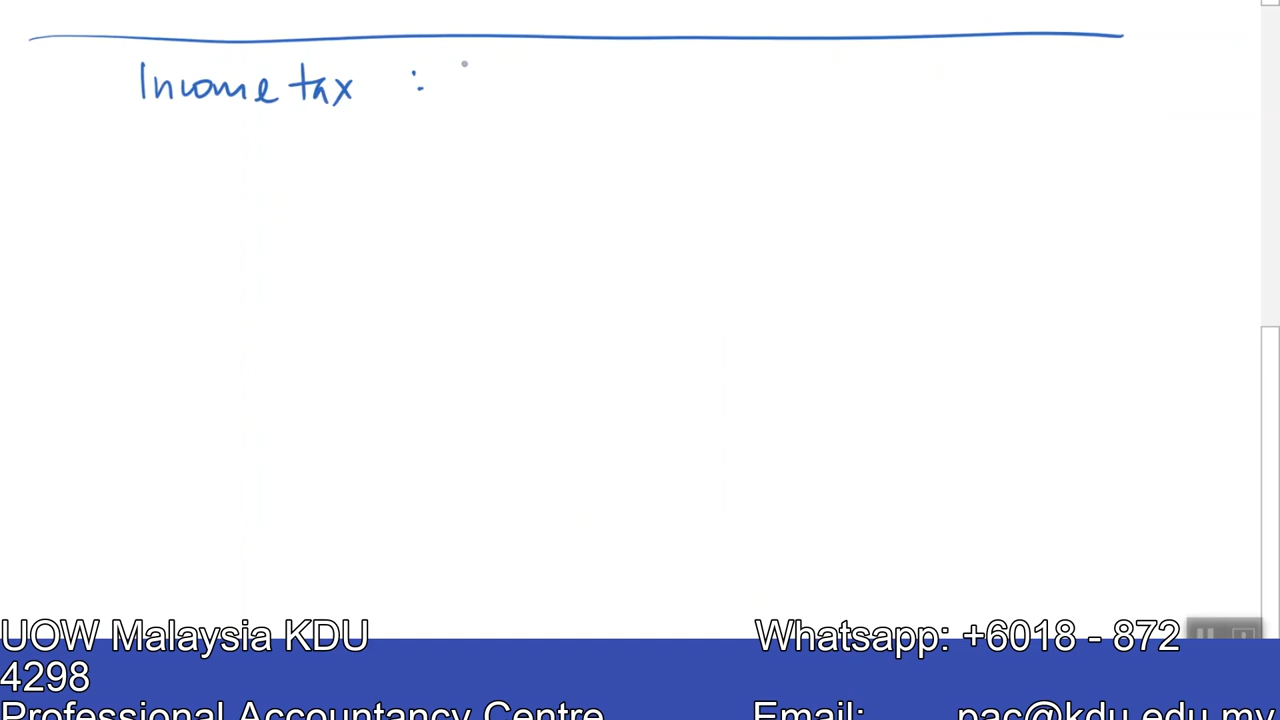 Income tax :
UOW Malaysia KDU Whatsapp: +6018 - 872
4298
Professional Accountancy Centre Email: pac@kdu.edu.my